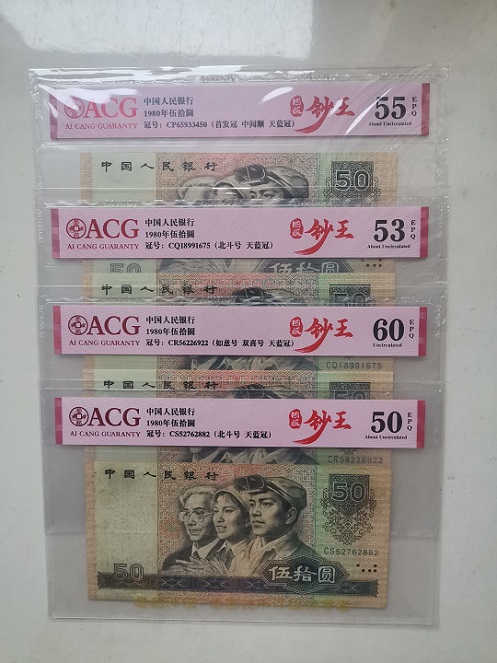 ACG
AI CANG GUARANTY
中国人民银行
1980年伍拾圆
冠号：CP65933450（首发冠 中间顺 天蓝冠）
钞王
55 EPQ
About Uncirculated
中国人民银行
50
ACG
AI CANG GUARANTY
中国人民银行
1980年伍拾圆
冠号：CQ18991675（北斗号 天蓝冠）
钞王
53 EPQ
About Uncirculated
50
伍拾圆
中国人民银行
50
ACG
AI CANG GUARANTY
中国人民银行
1980年伍拾圆
冠号：CR56226922（如意号 双喜号 天蓝冠）
钞王
60 EPQ
Uncirculated
CQ18991675
ACG
AI CANG GUARANTY
中国人民银行
1980年伍拾圆
冠号：CS52762882（北斗号 天蓝冠）
钞王
50 EPQ
About Uncirculated
CR56226922
中国人民银行
50
CS52762882
50
伍拾圆